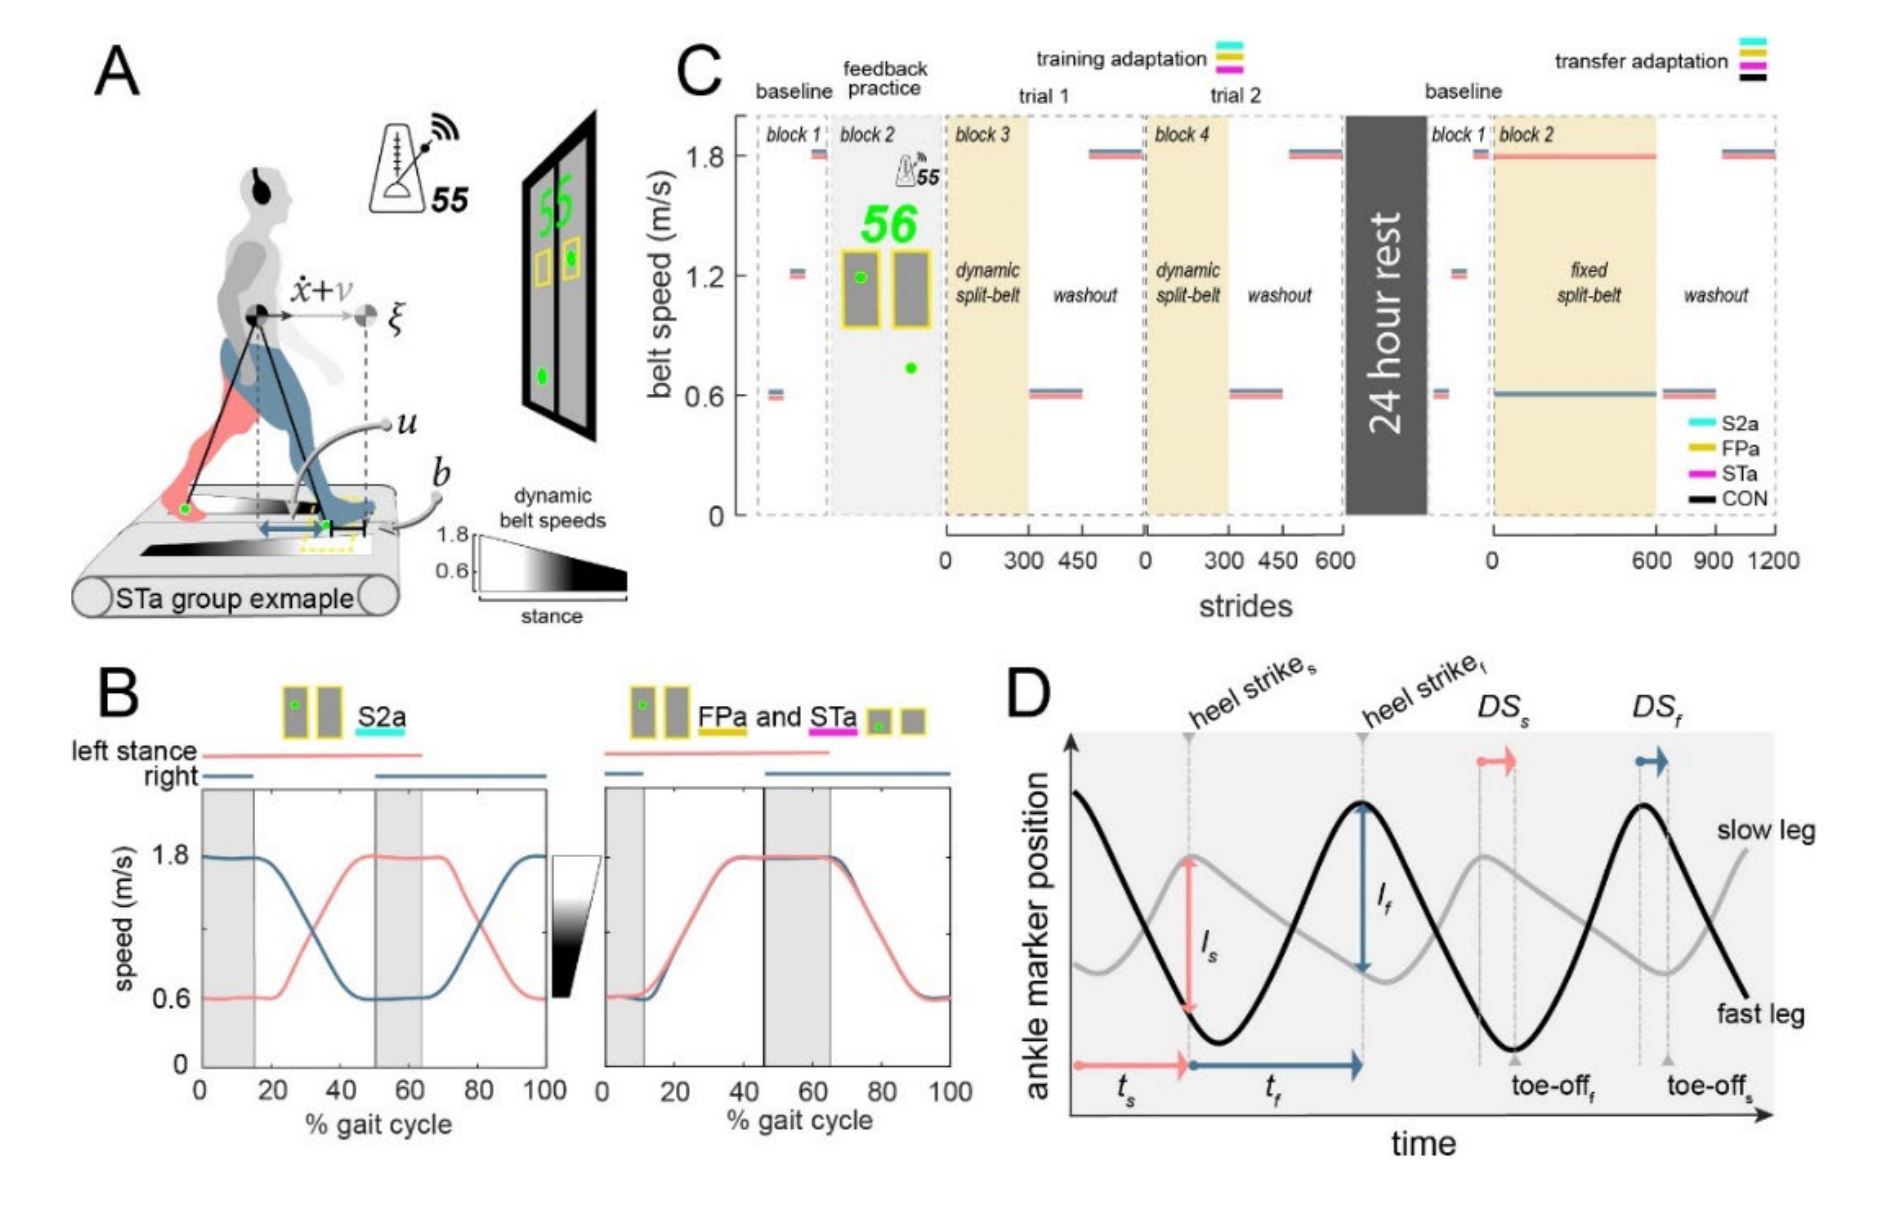 A
55
55
ẋ+ν
ξ
u
b
dynamic
belt speeds
1.8
0.6
stance
STa group exmaple
C
training adaptation
transfer adaptation
baseline
feedback
practice
trial 1
trial 2
baseline
block 1
block 2
block 3
block 4
block 1
block 2
55
56
dynamic
split-belt
washout
dynamic
split-belt
washout
24 hour rest
fixed
split-belt
washout
belt speed (m/s)
1.8
1.2
0.6
0
S2a
FPa
STa
CON
0 300 450 0 300 450 600 0 600 900 1200
strides
B
S2a
FPa and STa
left stance
right
speed (m/s)
1.8
0.6
0
0 20 40 60 80 100
% gait cycle
0 20 40 60 80 100
% gait cycle
D
heel strikes
heel strikef
DSs
DSf
ankle marker position
slow leg
fast leg
ls
lf
ts
tf
toe-offf
toe-offs
time